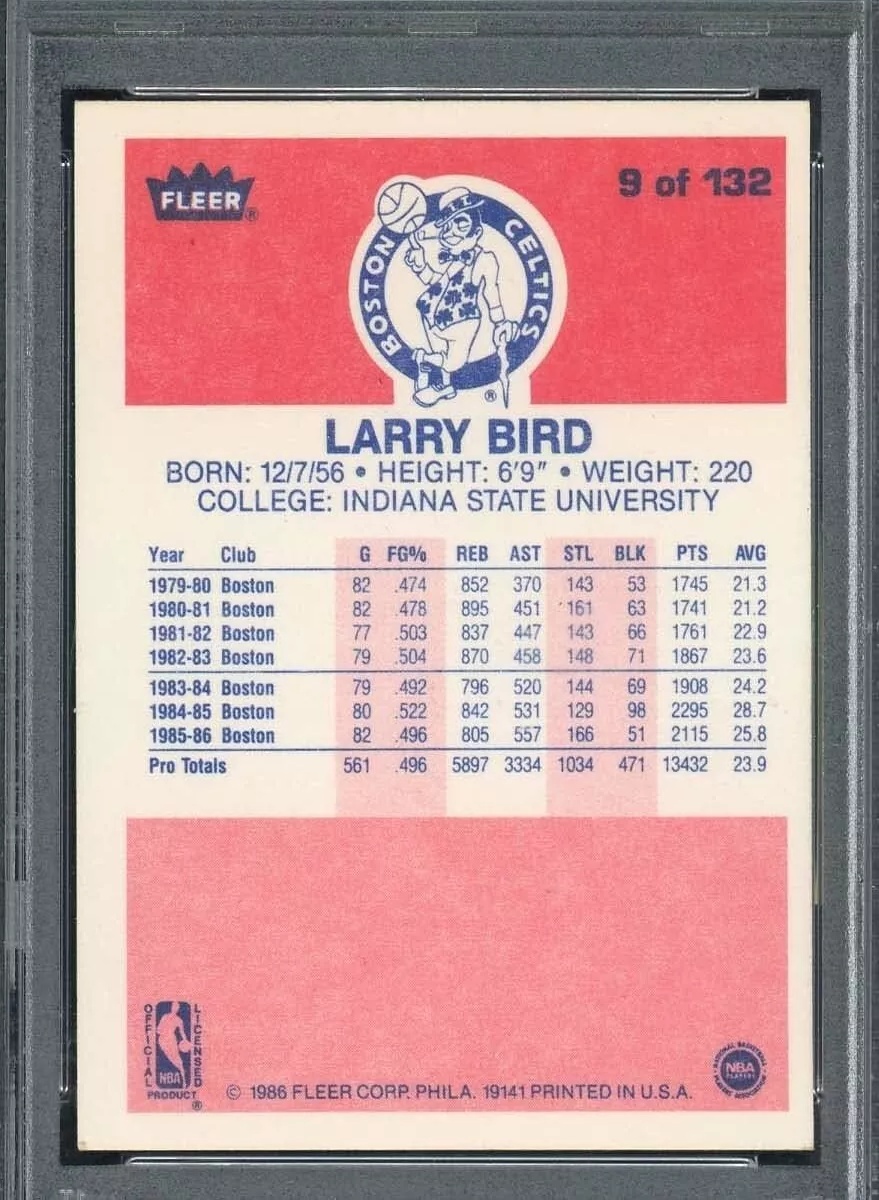 FLEER ®
9 of 132
BOSTON CELTICS
®
LARRY BIRD
BORN: 12/7/56 • HEIGHT: 6'9" • WEIGHT: 220
COLLEGE: INDIANA STATE UNIVERSITY
Year Club G FG% REB AST STL BLK PTS AVG
1979-80 Boston 82 .474 852 370 143 53 1745 21.3
1980-81 Boston 82 .478 895 451 161 63 1741 21.2
1981-82 Boston 77 .503 837 447 143 66 1761 22.9
1982-83 Boston 79 .504 870 458 148 71 1867 23.6
1983-84 Boston 79 .492 796 520 144 69 1908 24.2
1984-85 Boston 80 .522 842 531 129 98 2295 28.7
1985-86 Boston 82 .496 805 557 166 51 2115 25.8
Pro Totals 561 .496 5897 3334 1034 471 13432 23.9
OFFICIAL LICENSED
NBA
PRODUCT ®
© 1986 FLEER CORP. PHILA. 19141 PRINTED IN U.S.A.
NATIONAL BASKETBALL
NBA
PLAYERS
PLAYERS ASSOCIATION